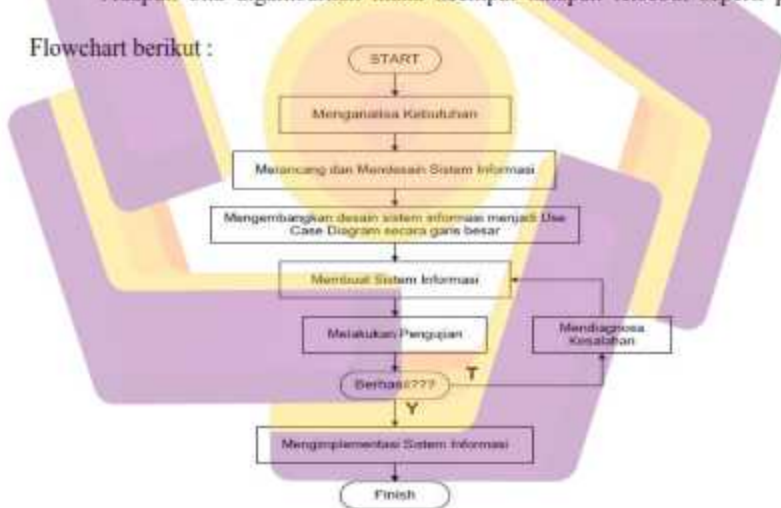 Flowchart berikut :
START
Menganalisa Kebutuhan
Merancang dan Mendesain Sistem Informasi
Mengembangkan desain sistem informasi menjadi Use
Case Diagram secara garis besar
Membuat Sistem Informasi
Melakukan Pengujian
Mendiagnosa
Kesalahan
Berhasil???
T
Y
Mengimplementasi Sistem Informasi
Finish